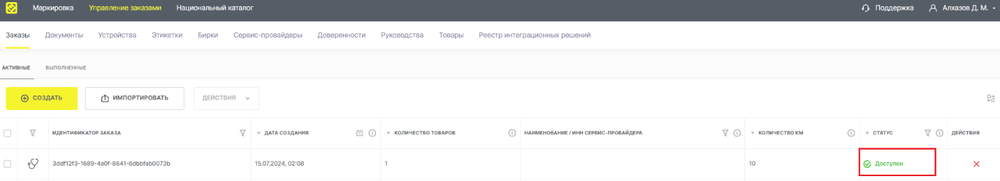 Маркировка Управление заказами Национальный каталог Поддержка Алхазов Д. М.
Заказы Документы Устройства Этикетки Бирки Сервис-провайдеры Доверенности Руководства Товары Реестр интеграционных решений
АКТИВНЫЕ ВЫПОЛНЕННЫЕ
СОЗДАТЬ ИМПОРТИРОВАТЬ ДЕЙСТВИЯ
ИДЕНТИФИКАТОР ЗАКАЗА ДАТА СОЗДАНИЯ КОЛИЧЕСТВО ТОВАРОВ НАИМЕНОВАНИЕ / ИНН СЕРВИС-ПРОВАЙДЕРА КОЛИЧЕСТВО КМ СТАТУС ДЕЙСТВИЯ
3ddf12f3-1689-4a0f-8641-6dbbfab0073b 15.07.2024, 02:08 1 10 Доступен